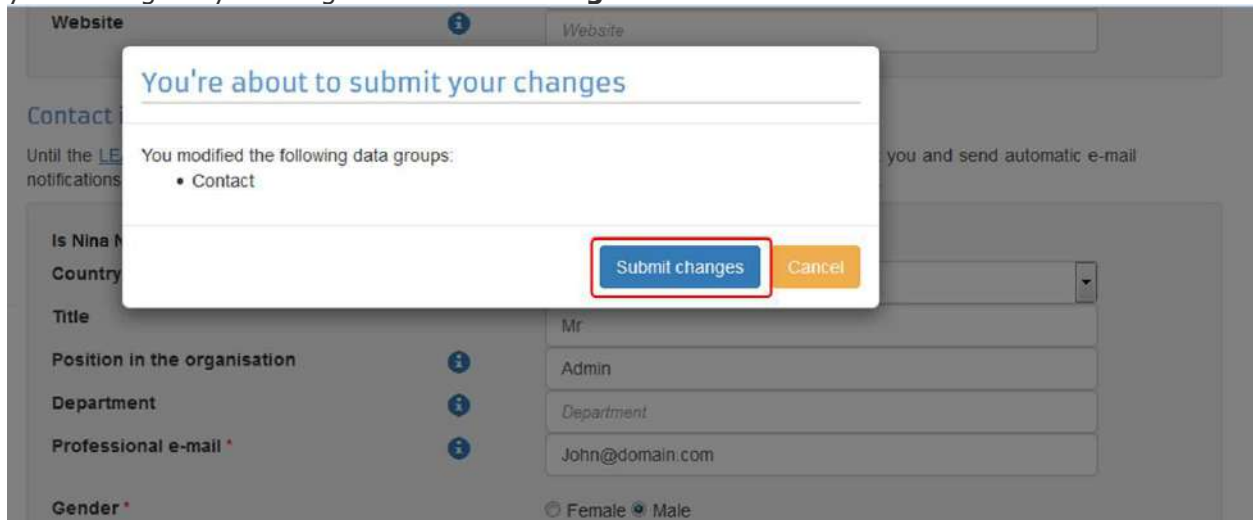 Website
Website
You're about to submit your changes
Contact i
Until the LE
You modified the following data groups:
you and send automatic e-mail
notifications
• Contact
Is Nina N
Submit changes
Cancel
Country
Title
Mr
Position in the organisation
Admin
Department
Department
Professional e-mail *
John@domain.com
Gender *
Female
Male